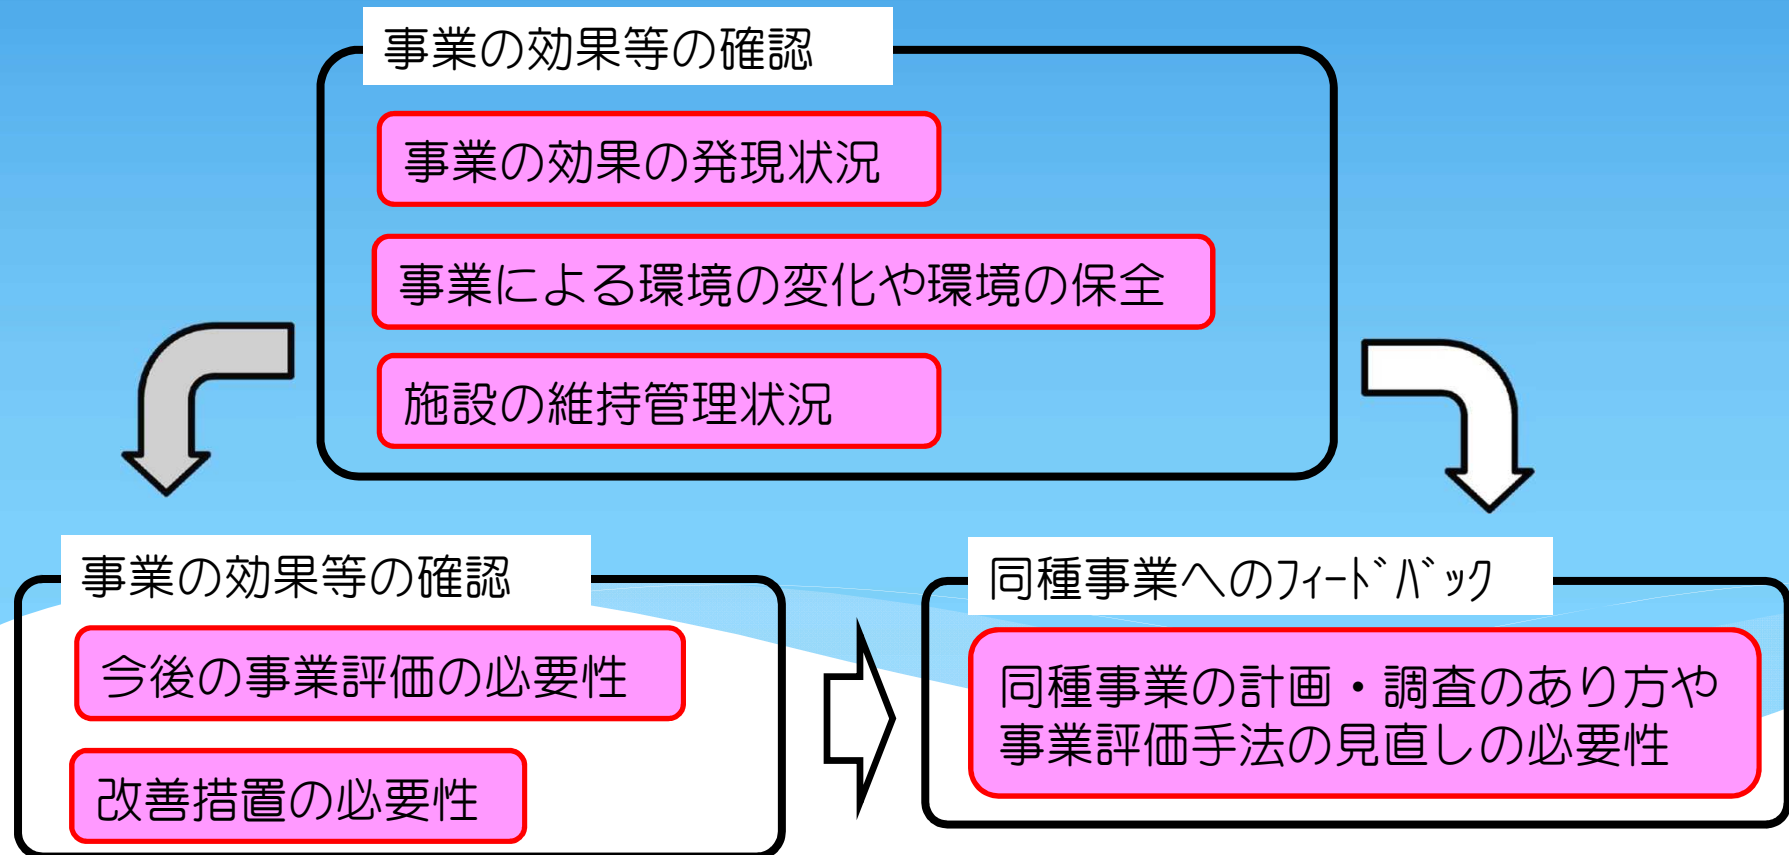 事業の効果等の確認
事業の効果の発現状況
事業による環境の変化や環境の保全
施設の維持管理状況
事業の効果等の確認
今後の事業評価の必要性
改善措置の必要性
同種事業へのﾌｨｰﾄﾞﾊﾞｯｸ
同種事業の計画・調査のあり方や
事業評価手法の見直しの必要性